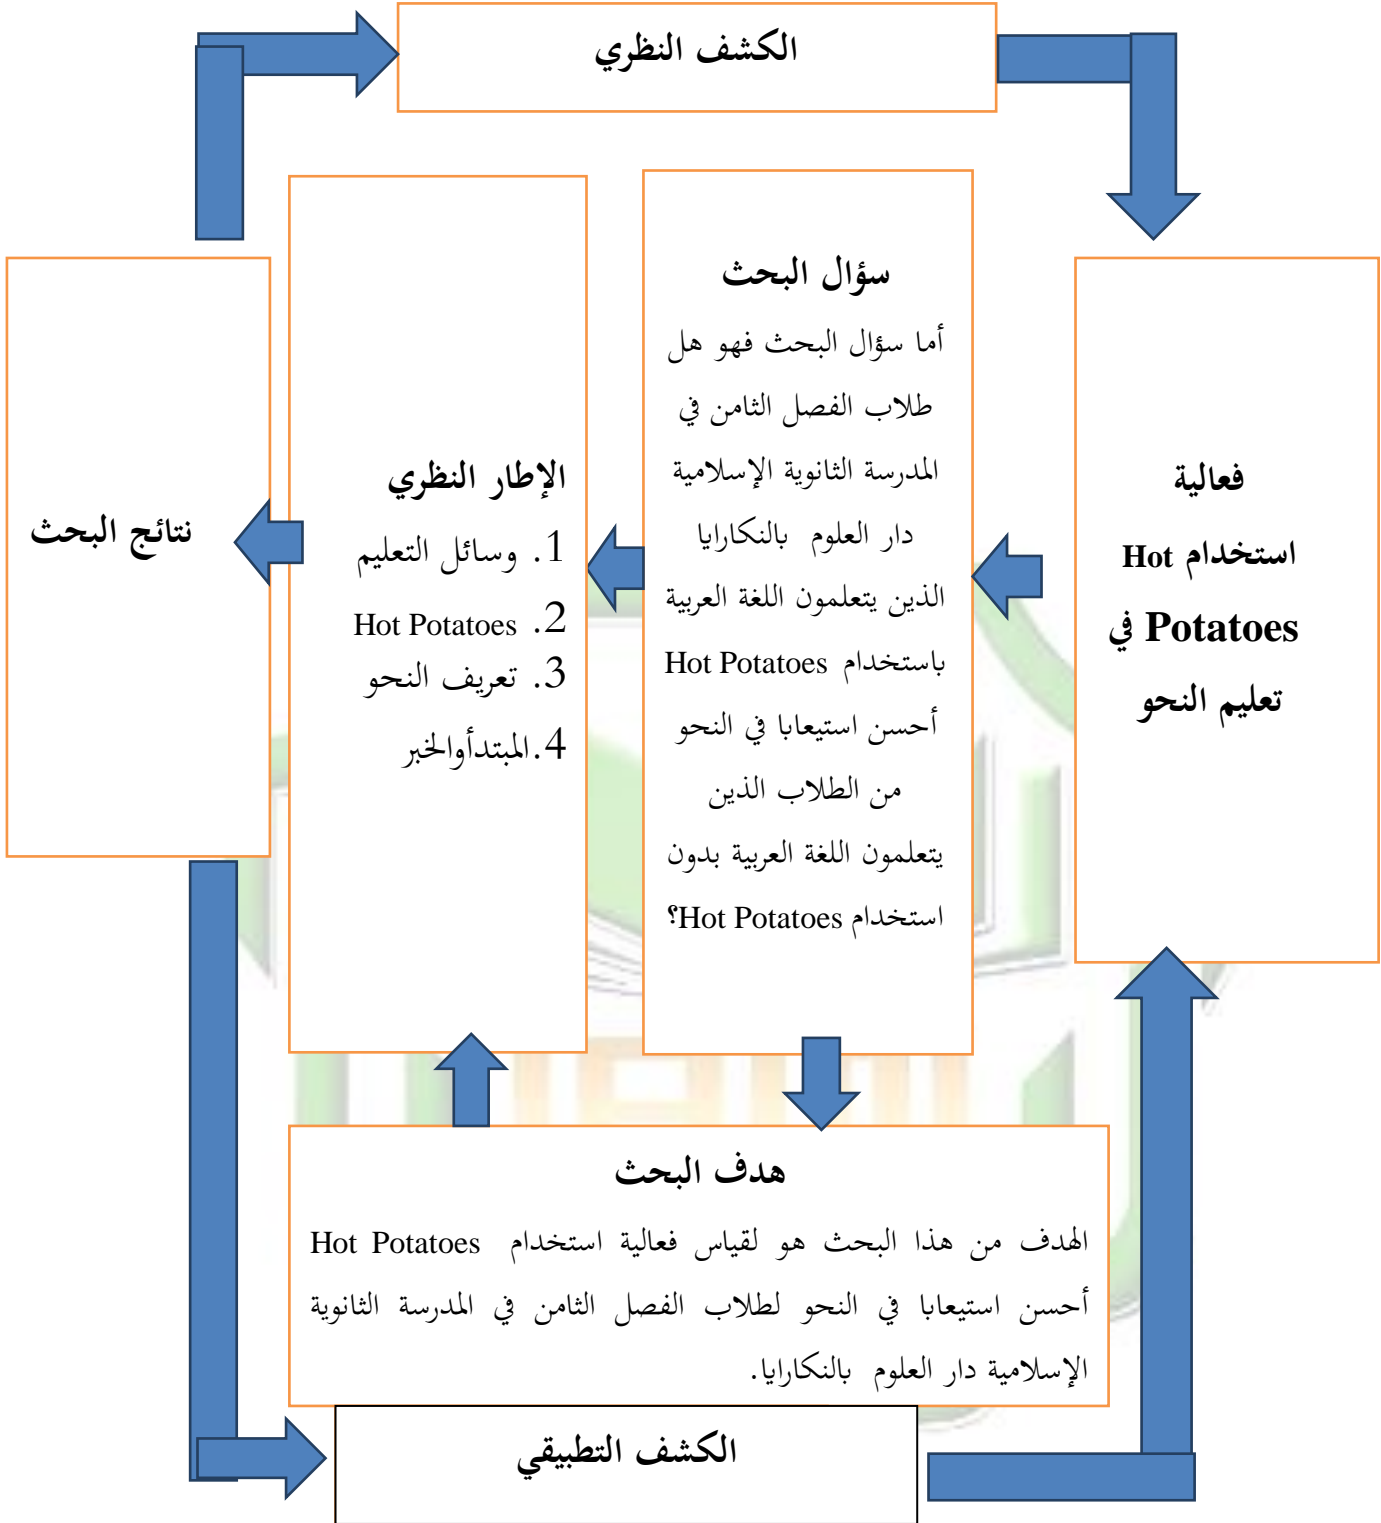 الكشف النظري
فعالية
استخدام Hot
Potatoes في
تعليم النحو
سؤال البحث
أما سؤال البحث فهو هل
طلاب الفصل الثامن في
المدرسة الثانوية الإسلامية
دار العلوم بالنكارايا
الذين يتعلمون اللغة العربية
باستخدام Hot Potatoes
أحسن استيعابا في النحو
من الطلاب الذين
يتعلمون اللغة العربية بدون
استخدام Hot Potatoes؟
الإطار النظري
1. وسائل التعليم
2. Hot Potatoes
3. تعريف النحو
4.المبتدأوالخبر
نتائج البحث
هدف البحث
الهدف من هذا البحث هو لقياس فعالية استخدام Hot Potatoes
أحسن استيعابا في النحو لطلاب الفصل الثامن في المدرسة الثانوية
الإسلامية دار العلوم بالنكارايا.
الكشف التطبيقي